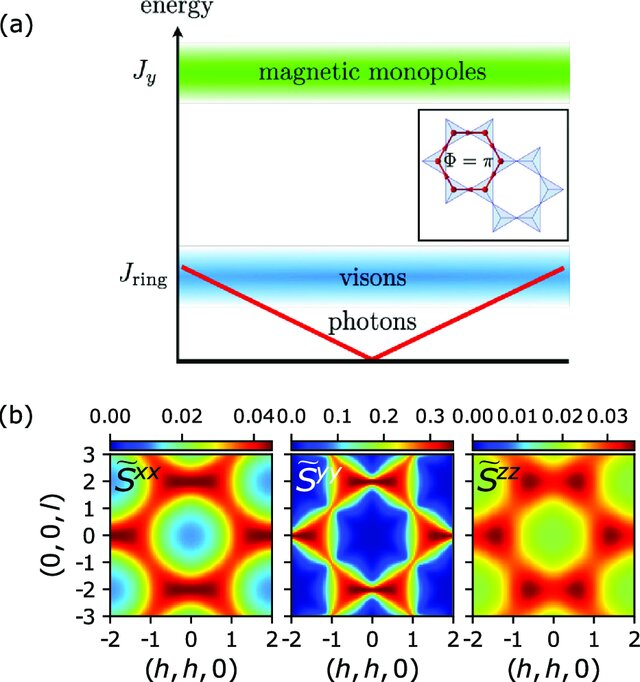 (a)
energy
J_y
magnetic monopoles
Φ = π
J_ring
visons
photons
(b)
0.00 0.02 0.04 0.0 0.1 0.2 0.3 0.00 0.01 0.02 0.03
S̃^xx S̃^yy S̃^zz
(0, 0, l)
3
2
1
0
-1
-2
-3
-2 -1 0 1 2 -2 -1 0 1 2 -2 -1 0 1 2
(h, h, 0) (h, h, 0) (h, h, 0)